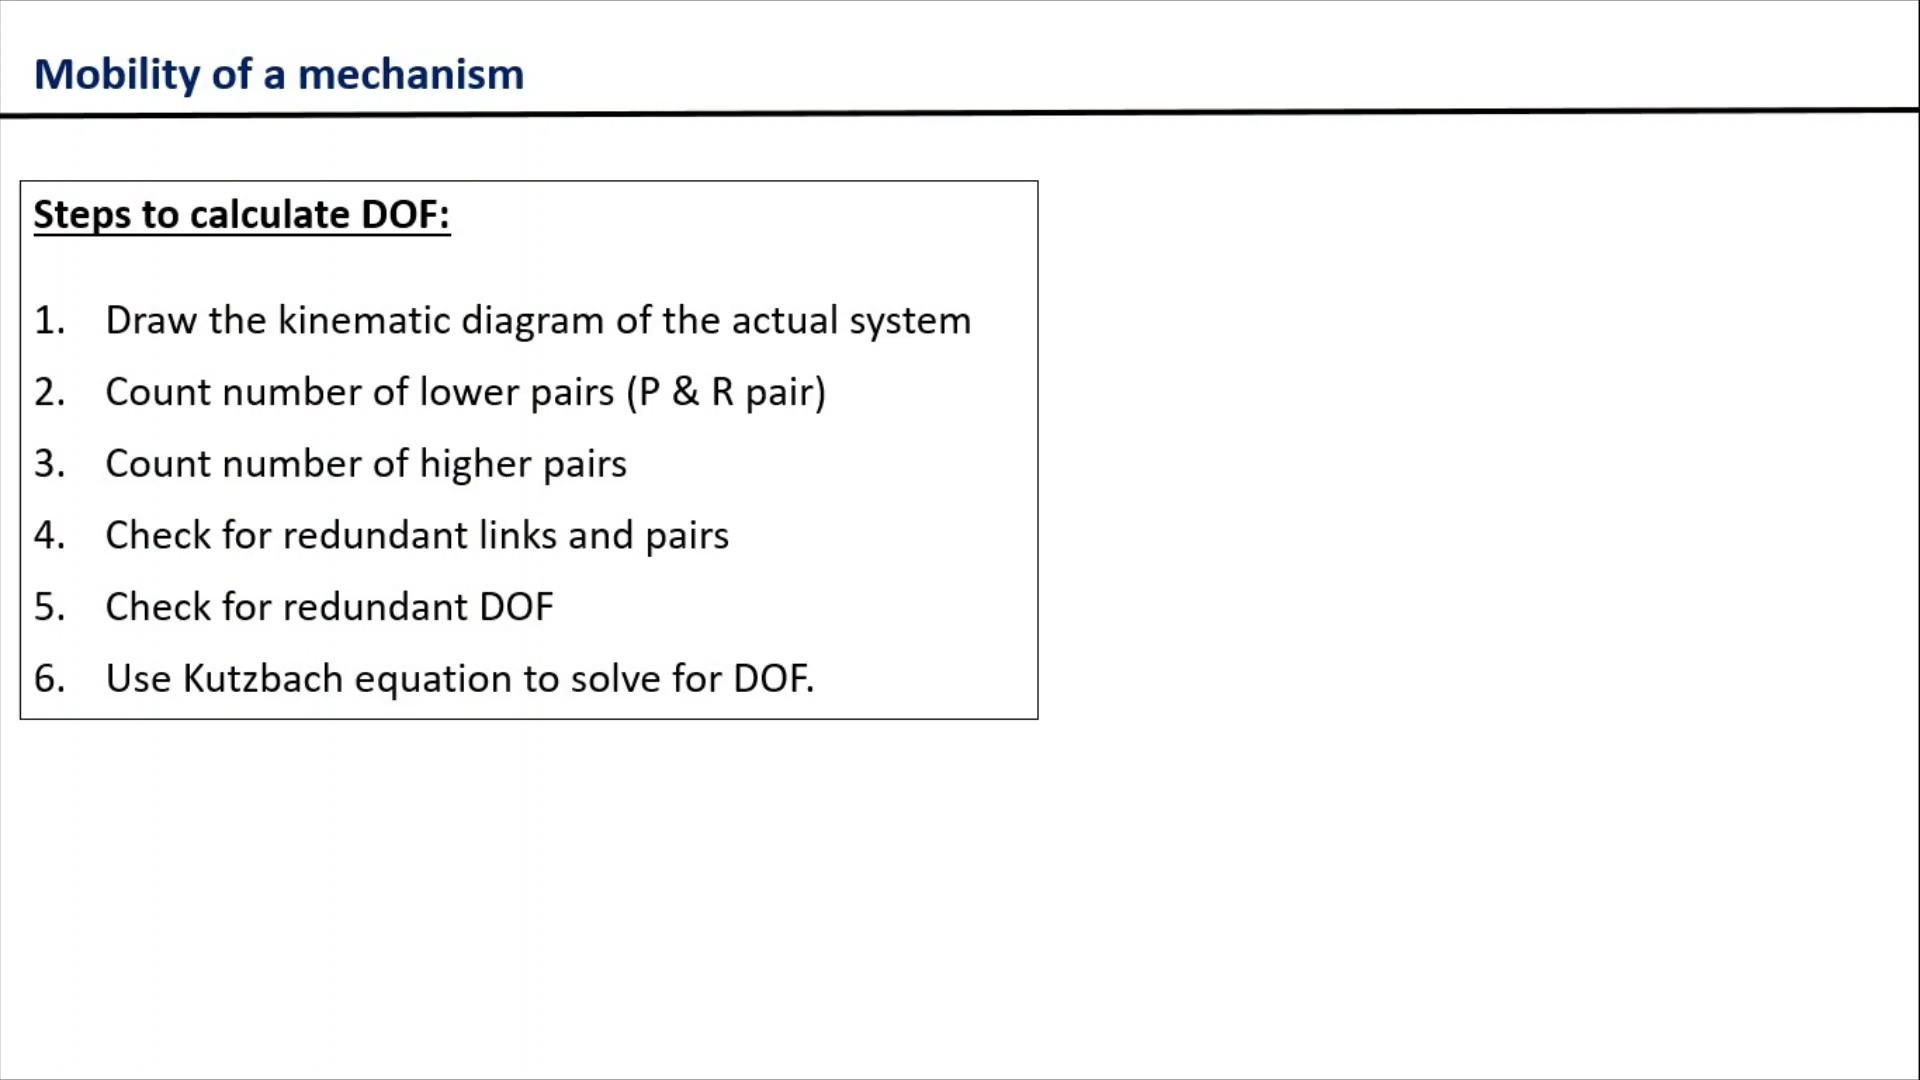 Mobility of a mechanism
Steps to calculate DOF:
1. Draw the kinematic diagram of the actual system
2. Count number of lower pairs (P & R pair)
3. Count number of higher pairs
4. Check for redundant links and pairs
5. Check for redundant DOF
6. Use Kutzbach equation to solve for DOF.